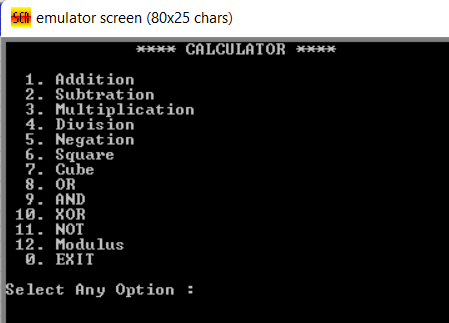 SCR emulator screen (80x25 chars)
**** CALCULATOR ****
1. Addition
2. Subtration
3. Multiplication
4. Division
5. Negation
6. Square
7. Cube
8. OR
9. AND
10. XOR
11. NOT
12. Modulus
0. EXIT
Select Any Option :